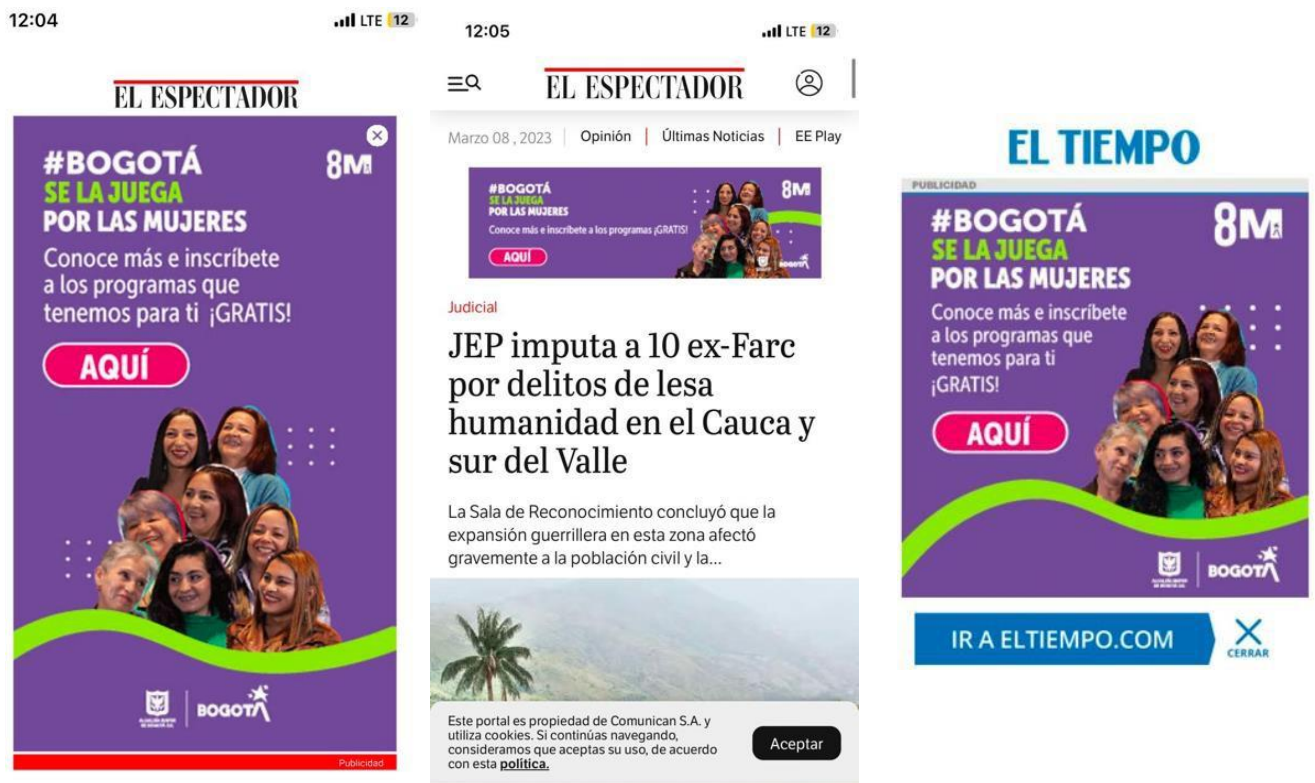 12:04
LTE 12
EL ESPECTADOR
#BOGOTÁ
8M
SE LA JUEGA
POR LAS MUJERES
Conoce más e inscríbete
a los programas que
tenemos para ti ¡GRATIS!
AQUÍ
BOGOTÁ
Publicidad
12:05
LTE 12
EL ESPECTADOR
Marzo 08 , 2023 | Opinión | Últimas Noticias | EE Play
#BOGOTÁ
8M
SE LA JUEGA
POR LAS MUJERES
Conoce más e inscríbete a los programas ¡GRATIS!
AQUÍ
BOGOTÁ
Judicial
JEP imputa a 10 ex-Farc
por delitos de lesa
humanidad en el Cauca y
sur del Valle
La Sala de Reconocimiento concluyó que la
expansión guerrillera en esta zona afectó
gravemente a la población civil y la...
Este portal es propiedad de Comunican S.A. y
utiliza cookies. Si continúas navegando,
consideramos que aceptas su uso, de acuerdo
con esta política.
Aceptar
EL TIEMPO
PUBLICIDAD
#BOGOTÁ
8M
SE LA JUEGA
POR LAS MUJERES
Conoce más e inscríbete
a los programas que
tenemos para ti
¡GRATIS!
AQUÍ
BOGOTÁ
IR A ELTIEMPO.COM
CERRAR